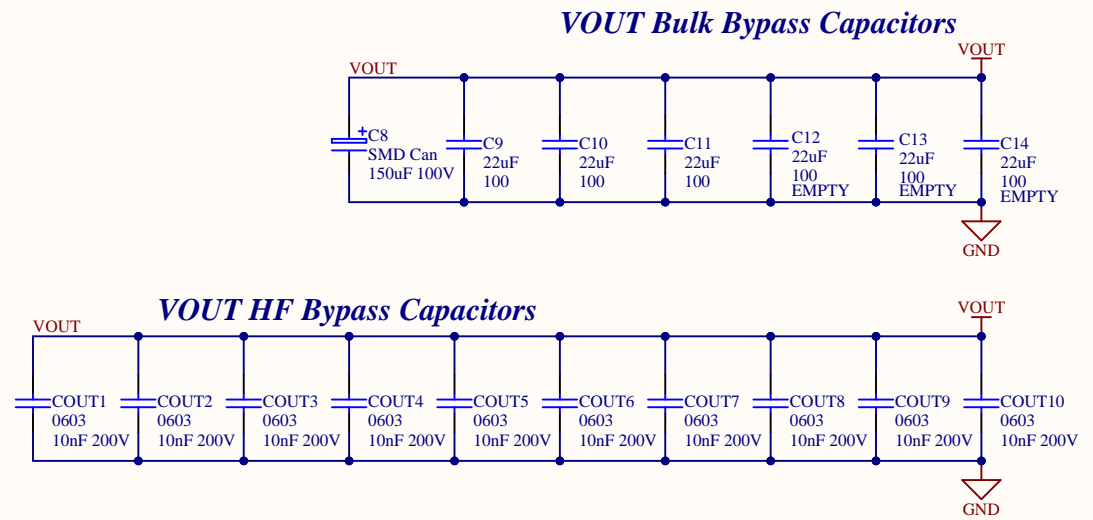 VOUT Bulk Bypass Capacitors
VOUT
VOUT
+
C8
SMD Can
150uF 100V
C9
22uF
100
C10
22uF
100
C11
22uF
100
C12
22uF
100
EMPTY
C13
22uF
100
EMPTY
C14
22uF
100
EMPTY
GND
VOUT HF Bypass Capacitors
VOUT
VOUT
COUT1
0603
10nF 200V
COUT2
0603
10nF 200V
COUT3
0603
10nF 200V
COUT4
0603
10nF 200V
COUT5
0603
10nF 200V
COUT6
0603
10nF 200V
COUT7
0603
10nF 200V
COUT8
0603
10nF 200V
COUT9
0603
10nF 200V
COUT10
0603
10nF 200V
GND